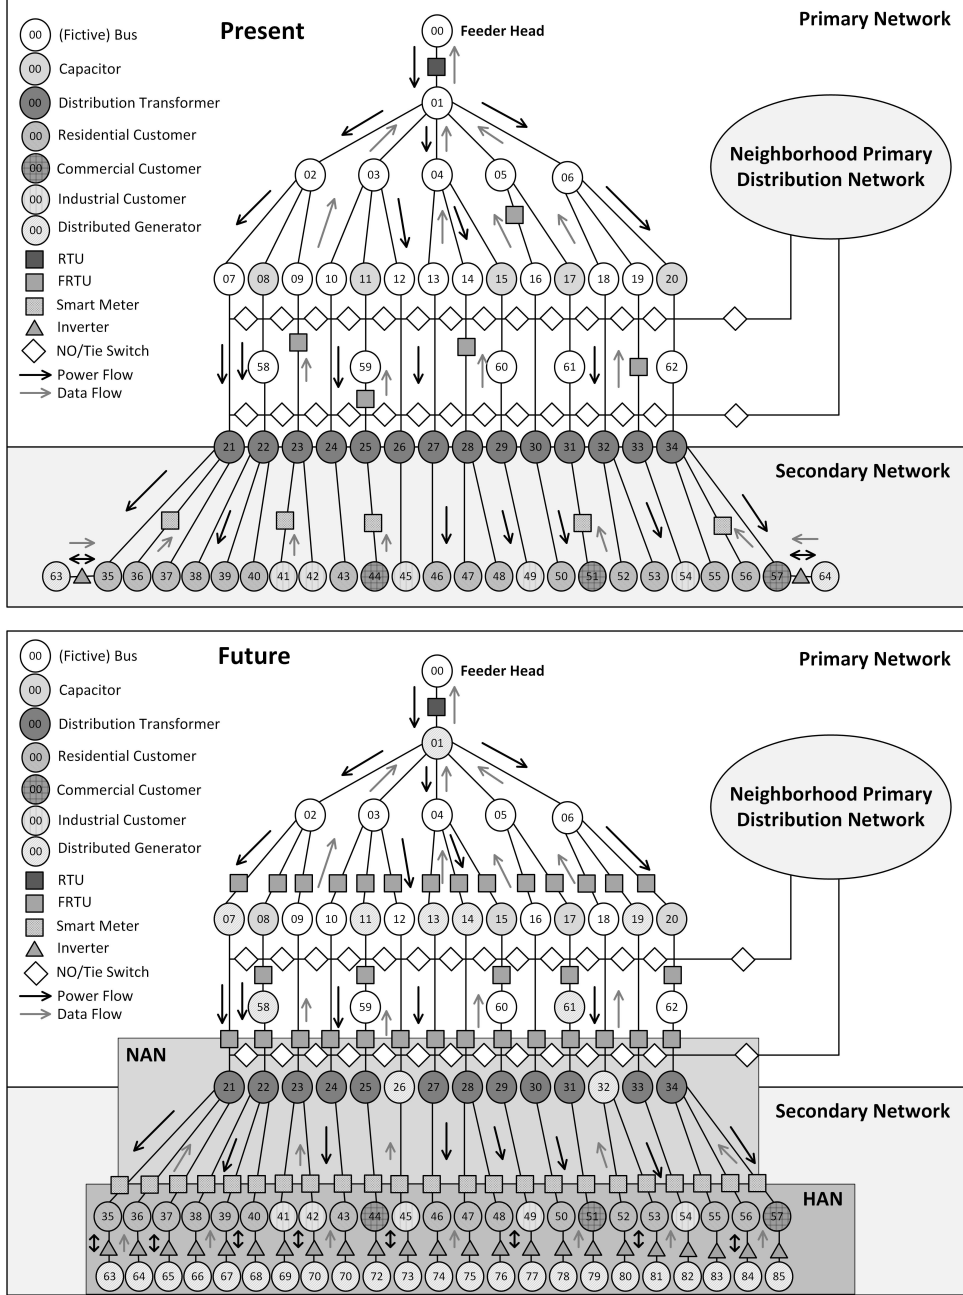 Present
Primary Network
00 (Fictive) Bus
00 Capacitor
00 Distribution Transformer
00 Residential Customer
00 Commercial Customer
00 Industrial Customer
00 Distributed Generator
RTU
FRTU
Smart Meter
Inverter
NO/Tie Switch
Power Flow
Data Flow
00 Feeder Head
01
02 03 04 05 06
Neighborhood Primary
Distribution Network
07 08 09 10 11 12 13 14 15 16 17 18 19 20
58 59 60 61 62
21 22 23 24 25 26 27 28 29 30 31 32 33 34
Secondary Network
63 35 36 37 38 39 40 41 42 43 44 45 46 47 48 49 50 51 52 53 54 55 56 57 64
Future
Primary Network
00 (Fictive) Bus
00 Capacitor
00 Distribution Transformer
00 Residential Customer
00 Commercial Customer
00 Industrial Customer
00 Distributed Generator
RTU
FRTU
Smart Meter
Inverter
NO/Tie Switch
Power Flow
Data Flow
00 Feeder Head
01
02 03 04 05 06
Neighborhood Primary
Distribution Network
07 08 09 10 11 12 13 14 15 16 17 18 19 20
58 59 60 61 62
NAN
21 22 23 24 25 26 27 28 29 30 31 32 33 34
Secondary Network
HAN
35 36 37 38 39 40 41 42 43 44 45 46 47 48 49 50 51 52 53 54 55 56 57
63 64 65 66 67 68 69 70 70 72 73 74 75 76 77 78 79 80 81 82 83 84 85